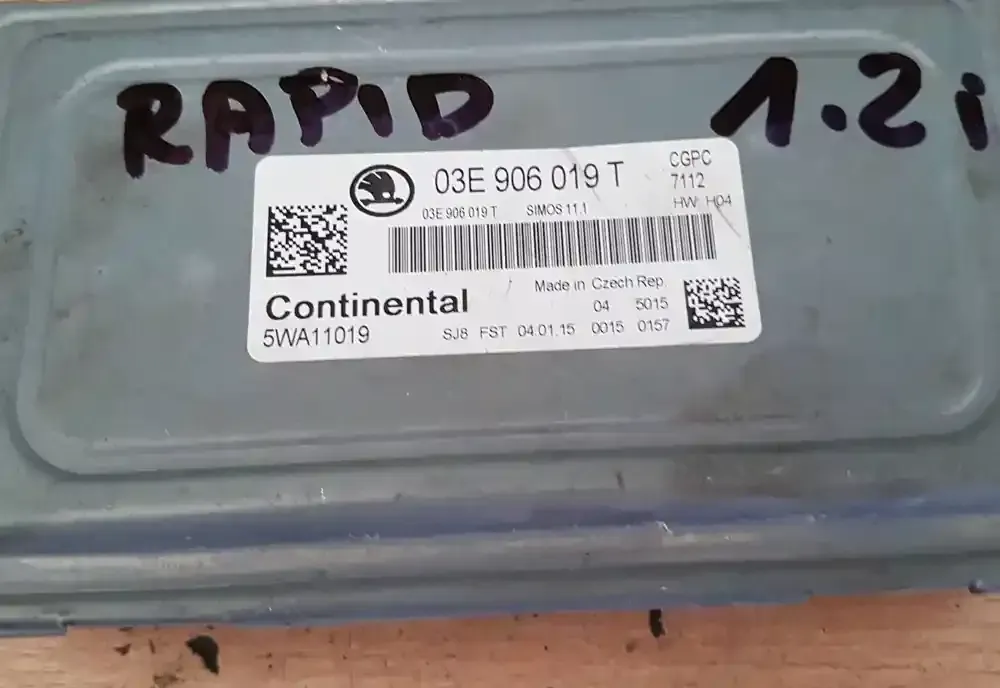 RAPID 1.2i
03E 906 019 T
CGPC
7112
HW H04
03E 906 019 T SIMOS 11.1
Made in Czech Rep.
Continental
04 5015
5WA11019
SJ8 FST 04.01.15 0015 0157